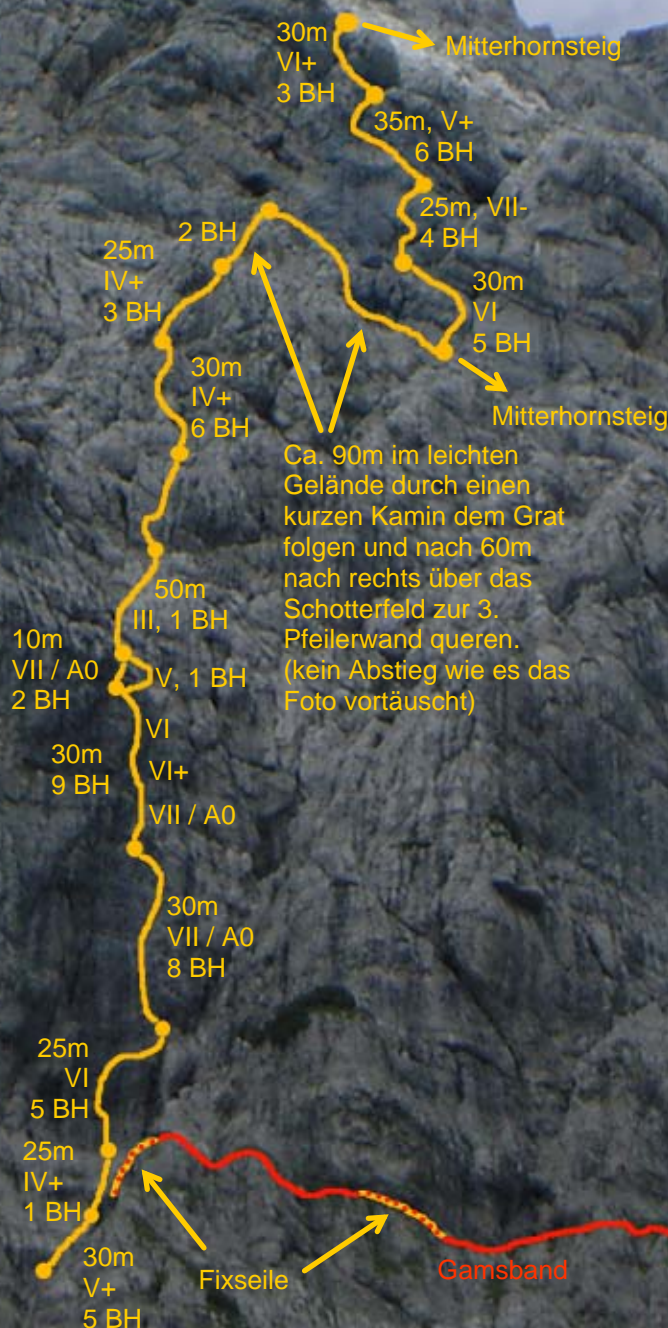 30m
VI+
3 BH
Mitterhornsteig
35m, V+
6 BH
25m, VII-
4 BH
2 BH
25m
IV+
3 BH
30m
VI
5 BH
30m
IV+
6 BH
Mitterhornsteig
Ca. 90m im leichten
Gelände durch einen
kurzen Kamin dem Grat
folgen und nach 60m
nach rechts über das
Schotterfeld zur 3.
Pfeilerwand queren.
(kein Abstieg wie es das
Foto vortäuscht)
50m
III, 1 BH
10m
VII / A0
2 BH
V, 1 BH
VI
30m
9 BH
VI+
VII / A0
30m
VII / A0
8 BH
25m
VI
5 BH
25m
IV+
1 BH
30m
V+
5 BH
Fixseile
Gamsband